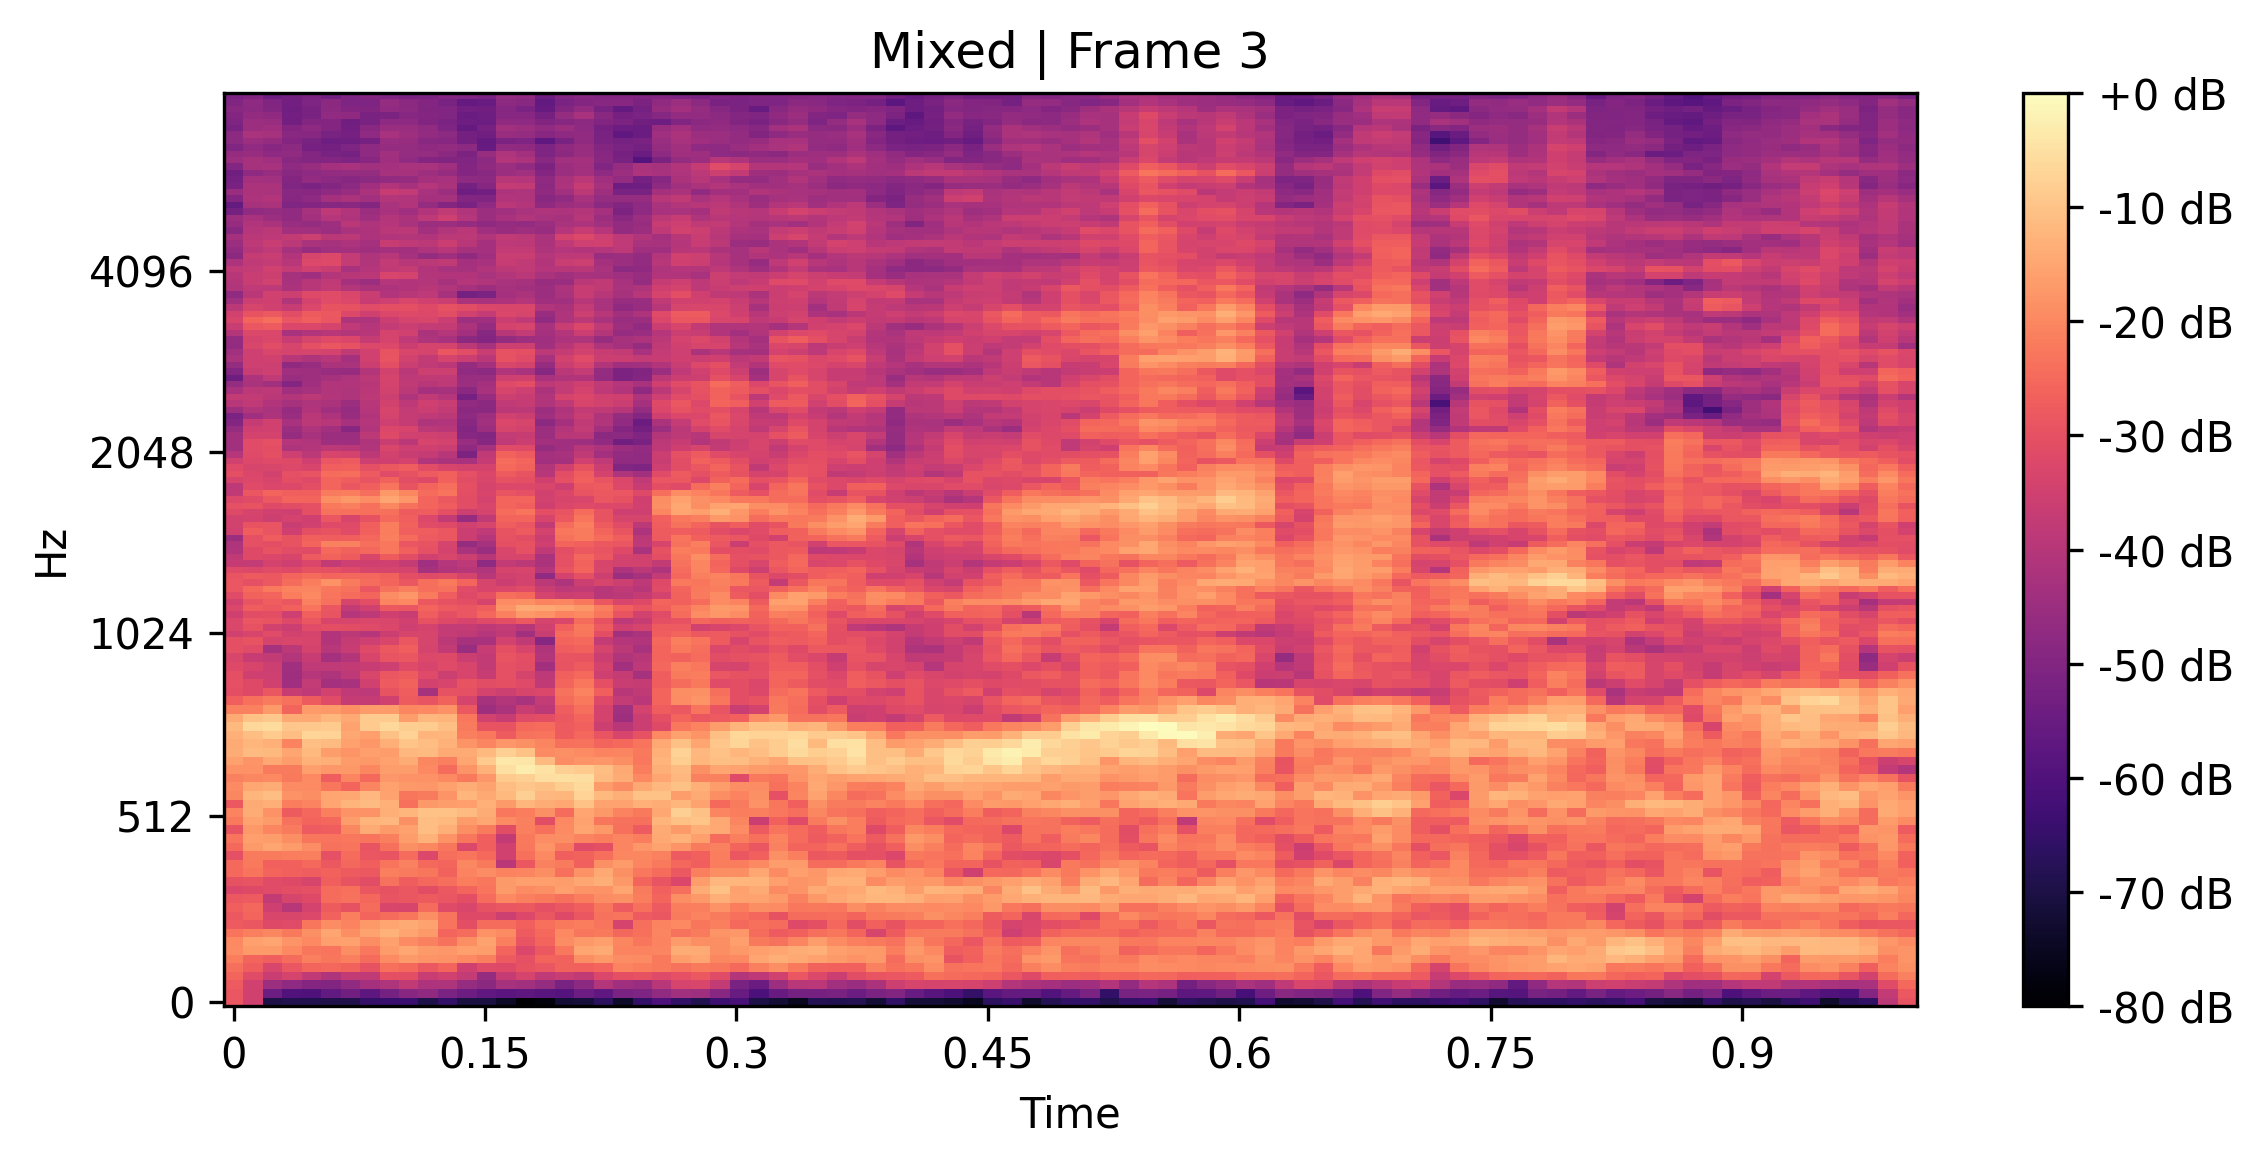 Mixed | Frame 3
+0 dB
-10 dB
-20 dB
-30 dB
-40 dB
-50 dB
-60 dB
-70 dB
-80 dB
4096
2048
1024
512
0
Hz
0 0.15 0.3 0.45 0.6 0.75 0.9
Time